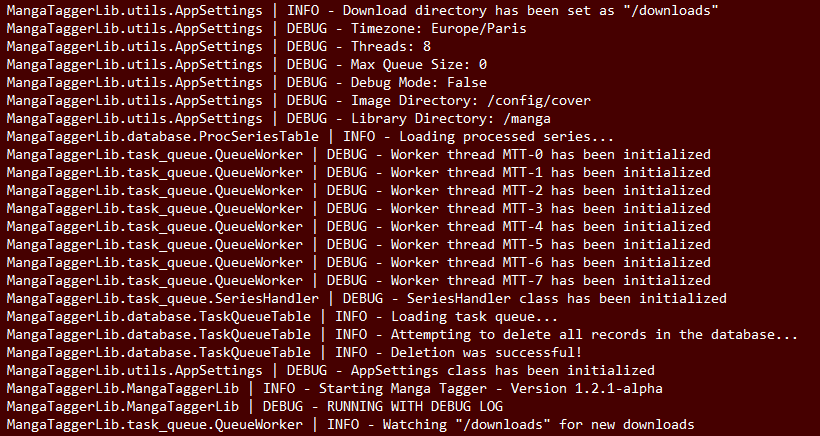 MangaTaggerLib.utils.AppSettings | INFO - Download directory has been set as "/downloads"
MangaTaggerLib.utils.AppSettings | DEBUG - Timezone: Europe/Paris
MangaTaggerLib.utils.AppSettings | DEBUG - Threads: 8
MangaTaggerLib.utils.AppSettings | DEBUG - Max Queue Size: 0
MangaTaggerLib.utils.AppSettings | DEBUG - Debug Mode: False
MangaTaggerLib.utils.AppSettings | DEBUG - Image Directory: /config/cover
MangaTaggerLib.utils.AppSettings | DEBUG - Library Directory: /manga
MangaTaggerLib.database.ProcSeriesTable | INFO - Loading processed series...
MangaTaggerLib.task_queue.QueueWorker | DEBUG - Worker thread MTT-0 has been initialized
MangaTaggerLib.task_queue.QueueWorker | DEBUG - Worker thread MTT-1 has been initialized
MangaTaggerLib.task_queue.QueueWorker | DEBUG - Worker thread MTT-2 has been initialized
MangaTaggerLib.task_queue.QueueWorker | DEBUG - Worker thread MTT-3 has been initialized
MangaTaggerLib.task_queue.QueueWorker | DEBUG - Worker thread MTT-4 has been initialized
MangaTaggerLib.task_queue.QueueWorker | DEBUG - Worker thread MTT-5 has been initialized
MangaTaggerLib.task_queue.QueueWorker | DEBUG - Worker thread MTT-6 has been initialized
MangaTaggerLib.task_queue.QueueWorker | DEBUG - Worker thread MTT-7 has been initialized
MangaTaggerLib.task_queue.SeriesHandler | DEBUG - SeriesHandler class has been initialized
MangaTaggerLib.database.TaskQueueTable | INFO - Loading task queue...
MangaTaggerLib.database.TaskQueueTable | INFO - Attempting to delete all records in the database...
MangaTaggerLib.database.TaskQueueTable | INFO - Deletion was successful!
MangaTaggerLib.utils.AppSettings | DEBUG - AppSettings class has been initialized
MangaTaggerLib.MangaTaggerLib | INFO - Starting Manga Tagger - Version 1.2.1-alpha
MangaTaggerLib.MangaTaggerLib | DEBUG - RUNNING WITH DEBUG LOG
MangaTaggerLib.task_queue.QueueWorker | INFO - Watching "/downloads" for new downloads